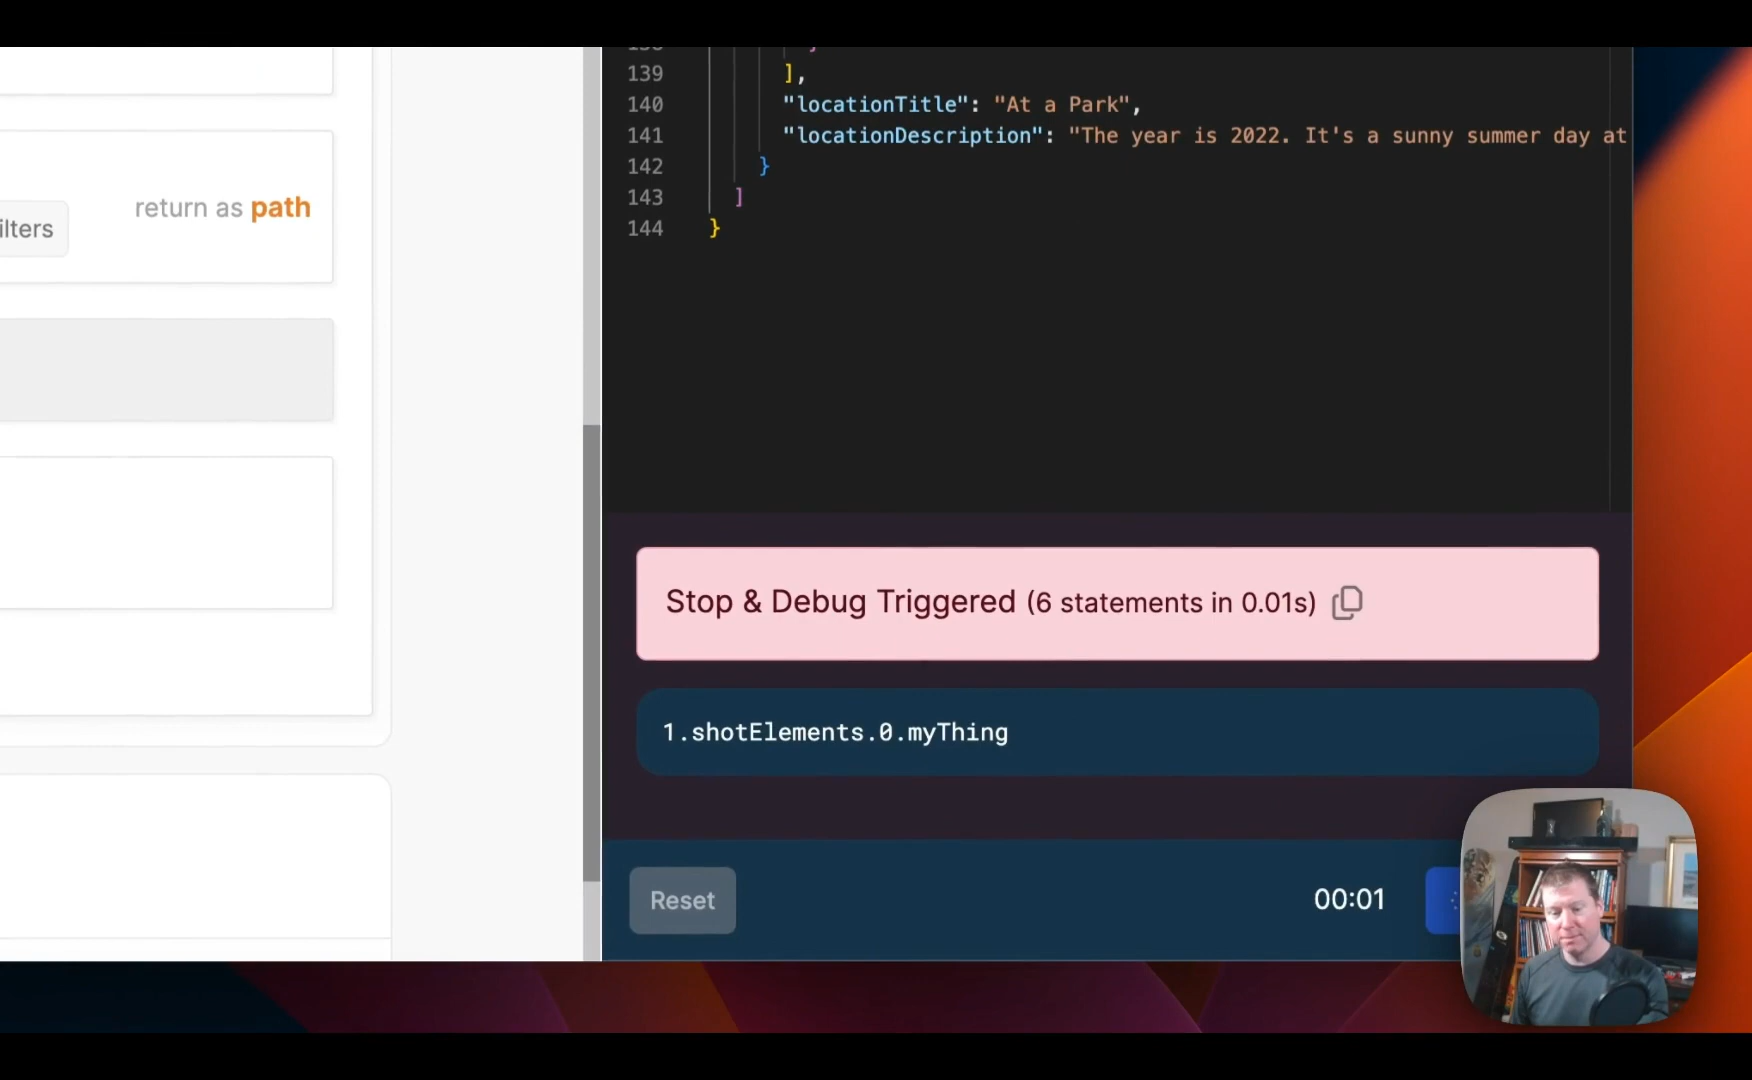 139 ],
140 "locationTitle": "At a Park",
141 "locationDescription": "The year is 2022. It's a sunny summer day at
142 }
143 ]
144 }
return as path
ilters
Stop & Debug Triggered (6 statements in 0.01s)
1.shotElements.0.myThing
Reset
00:01